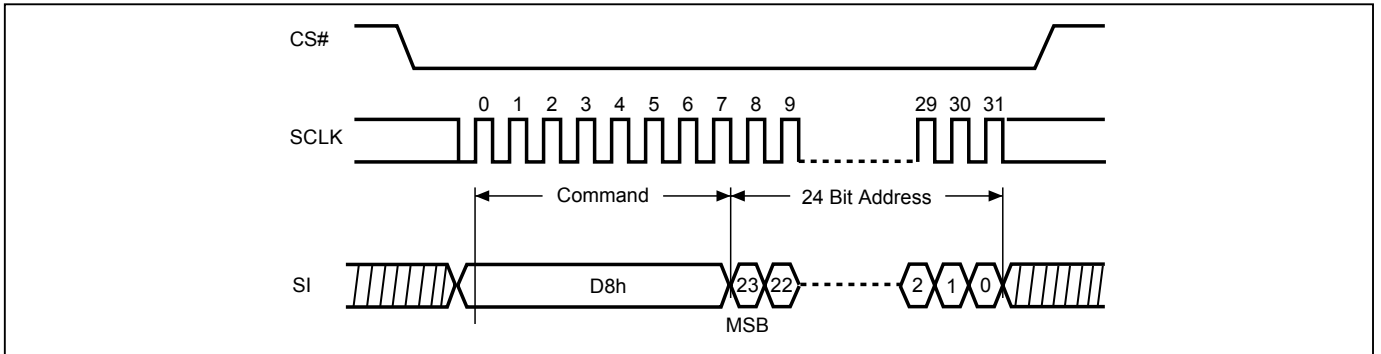 CS#
0 1 2 3 4 5 6 7 8 9 29 30 31
SCLK
Command 24 Bit Address
SI D8h 23 22 2 1 0
MSB